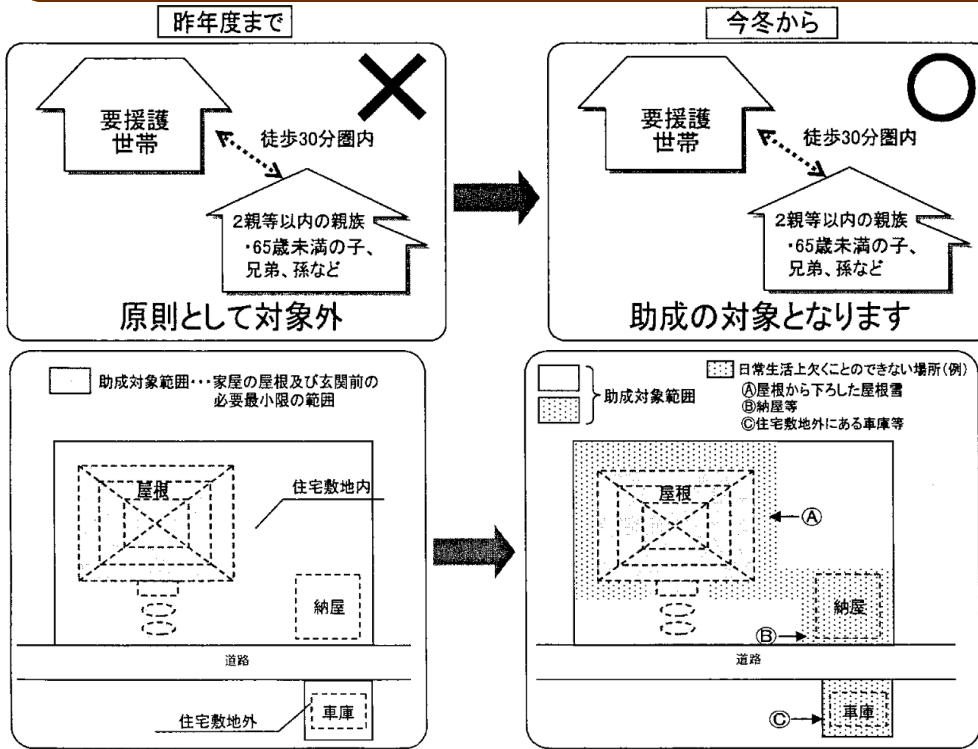 昨年度まで
要援護
世帯
徒歩30分圏内
2親等以内の親族
・65歳未満の子、
兄弟、孫など
原則として対象外
今冬から
要援護
世帯
徒歩30分圏内
2親等以内の親族
・65歳未満の子、
兄弟、孫など
助成の対象となります
助成対象範囲・・・家屋の屋根及び玄関前の
必要最小限の範囲
屋根
住宅敷地内
納屋
道路
住宅敷地外
車庫
助成対象範囲
日常生活上欠くことのできない場所(例)
Ⓐ屋根から下ろした屋根雪
Ⓑ納屋等
Ⓒ住宅敷地外にある車庫等
屋根
Ⓐ
納屋
Ⓑ
道路
Ⓒ
車庫